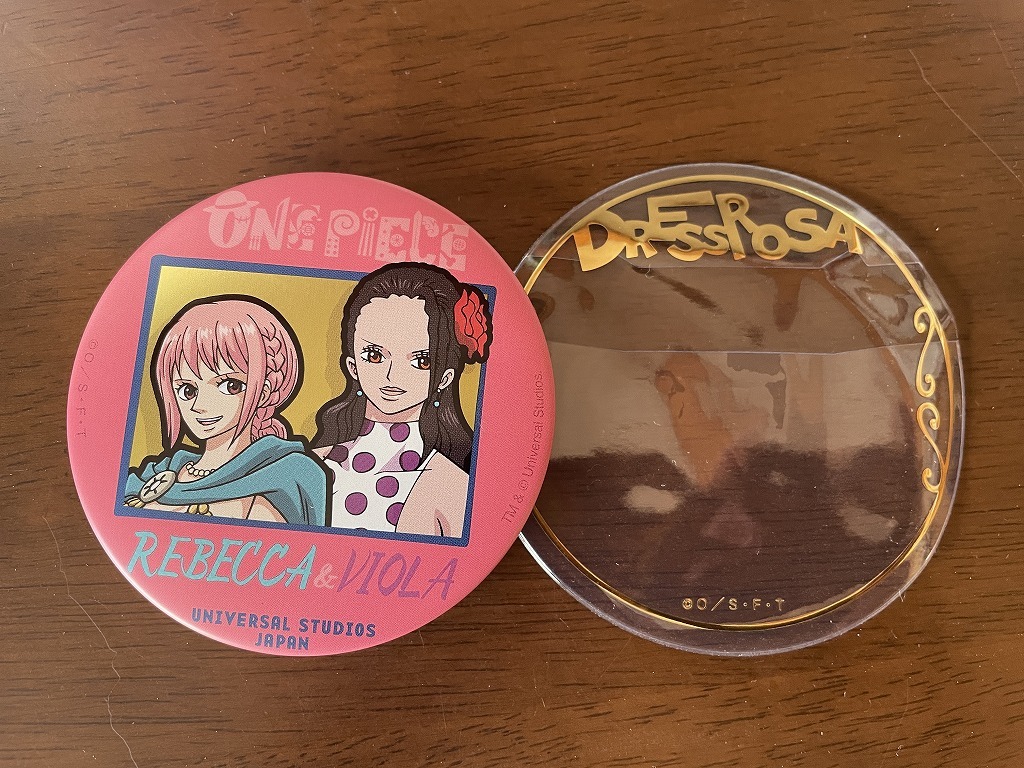 ONE PIECE
©O/S・F・T
TM & © Universal Studios.
REBECCA & VIOLA
UNIVERSAL STUDIOS
JAPAN
DRESSROSA
©O/S・F・T